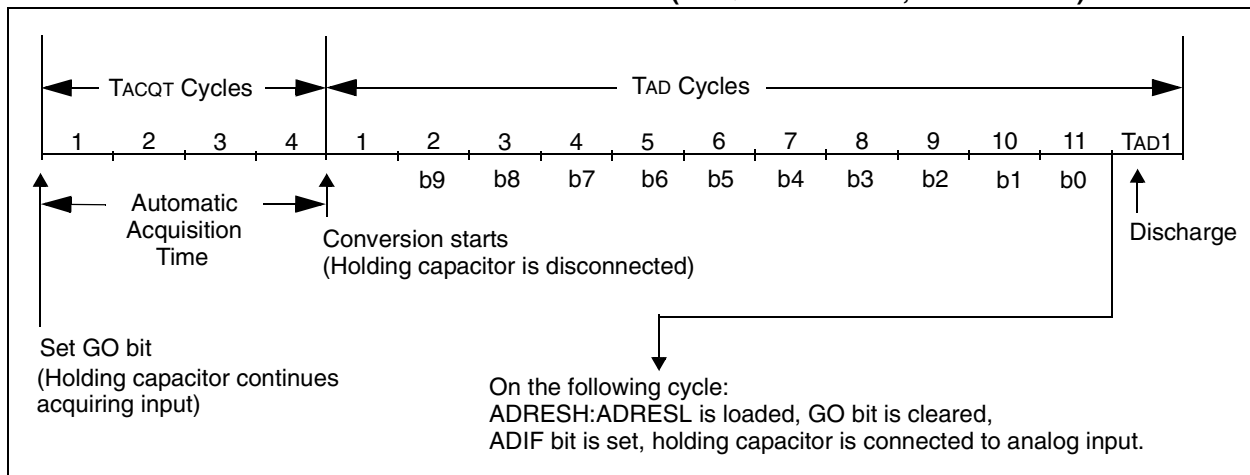 TACQT Cycles
TAD Cycles
1 2 3 4 1 2 3 4 5 6 7 8 9 10 11 TAD1
b9 b8 b7 b6 b5 b4 b3 b2 b1 b0
Automatic
Acquisition
Time
Conversion starts
(Holding capacitor is disconnected)
Discharge
Set GO bit
(Holding capacitor continues
acquiring input)
On the following cycle:
ADRESH:ADRESL is loaded, GO bit is cleared,
ADIF bit is set, holding capacitor is connected to analog input.